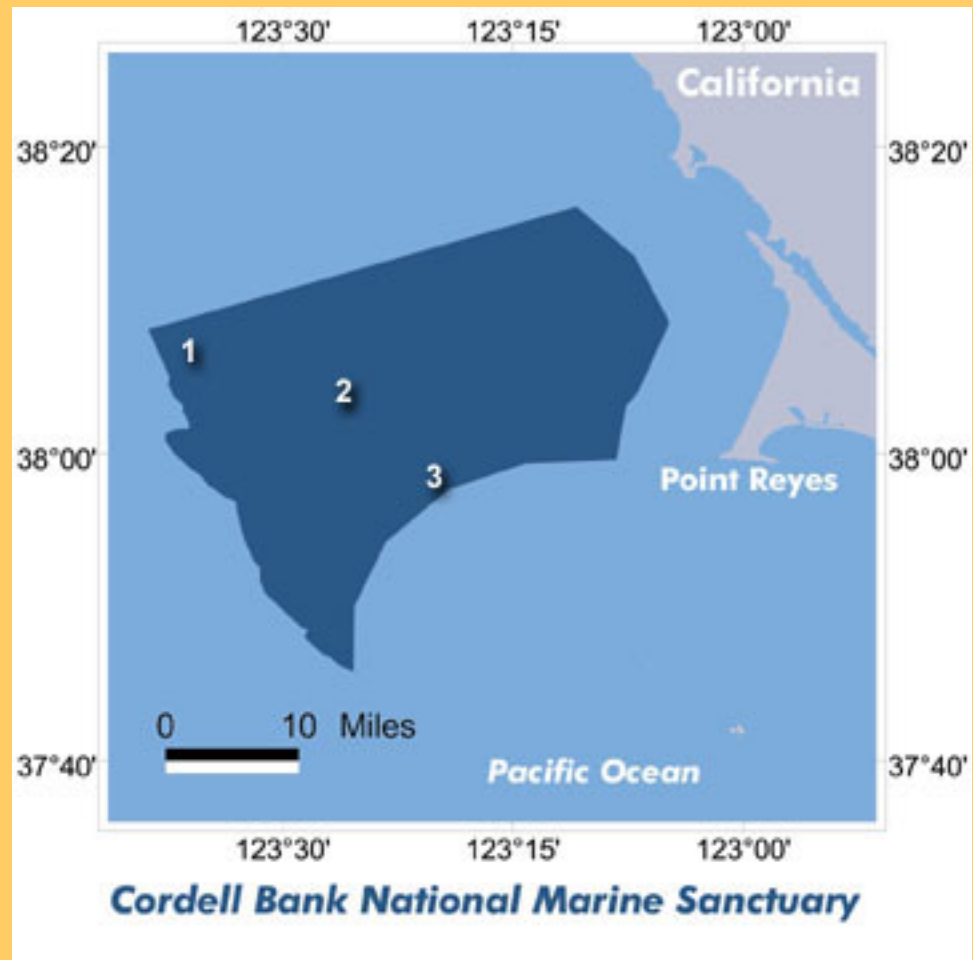 123°30' 123°15' 123°00'
California
38°20' 38°20'
1
2
3
38°00' 38°00'
Point Reyes
0 10 Miles
37°40' 37°40'
Pacific Ocean
123°30' 123°15' 123°00'
Cordell Bank National Marine Sanctuary